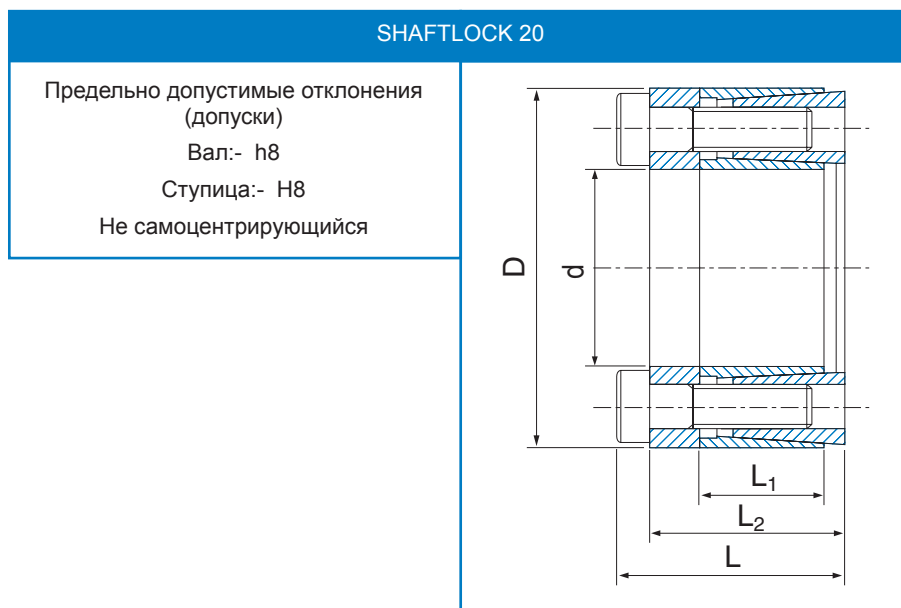 SHAFTLOCK 20
Предельно допустимые отклонения
(допуски)
Вал:- h8
Ступица:- H8
Не самоцентрирующийся
D
d
L₁
L₂
L